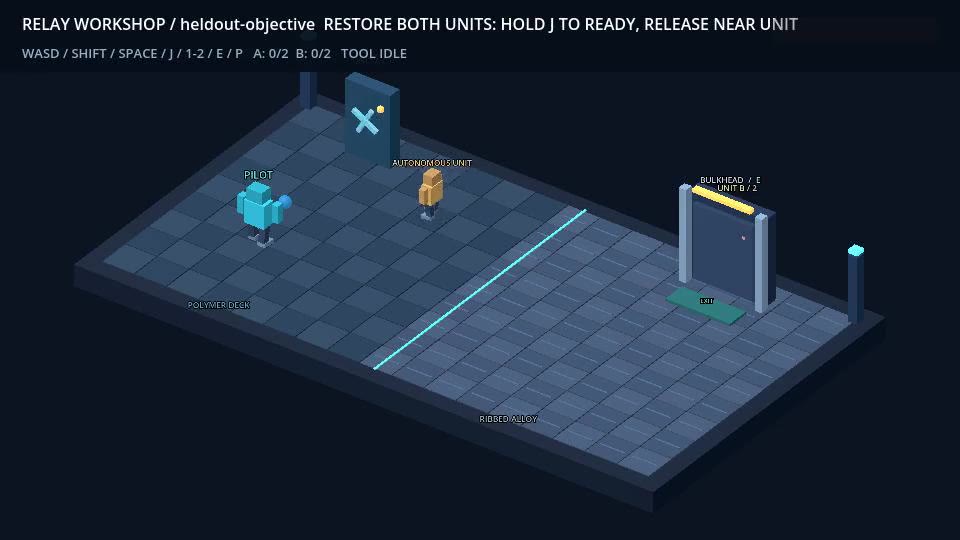 RELAY WORKSHOP / heldout-objective  RESTORE BOTH UNITS: HOLD J TO READY, RELEASE NEAR UNIT
WASD / SHIFT / SPACE / J / 1-2 / E / P   A: 0/2  B: 0/2   TOOL IDLE
AUTONOMOUS UNIT
PILOT
BULKHEAD / E
UNIT B / 2
EXIT
POLYMER DECK
RIBBED ALLOY